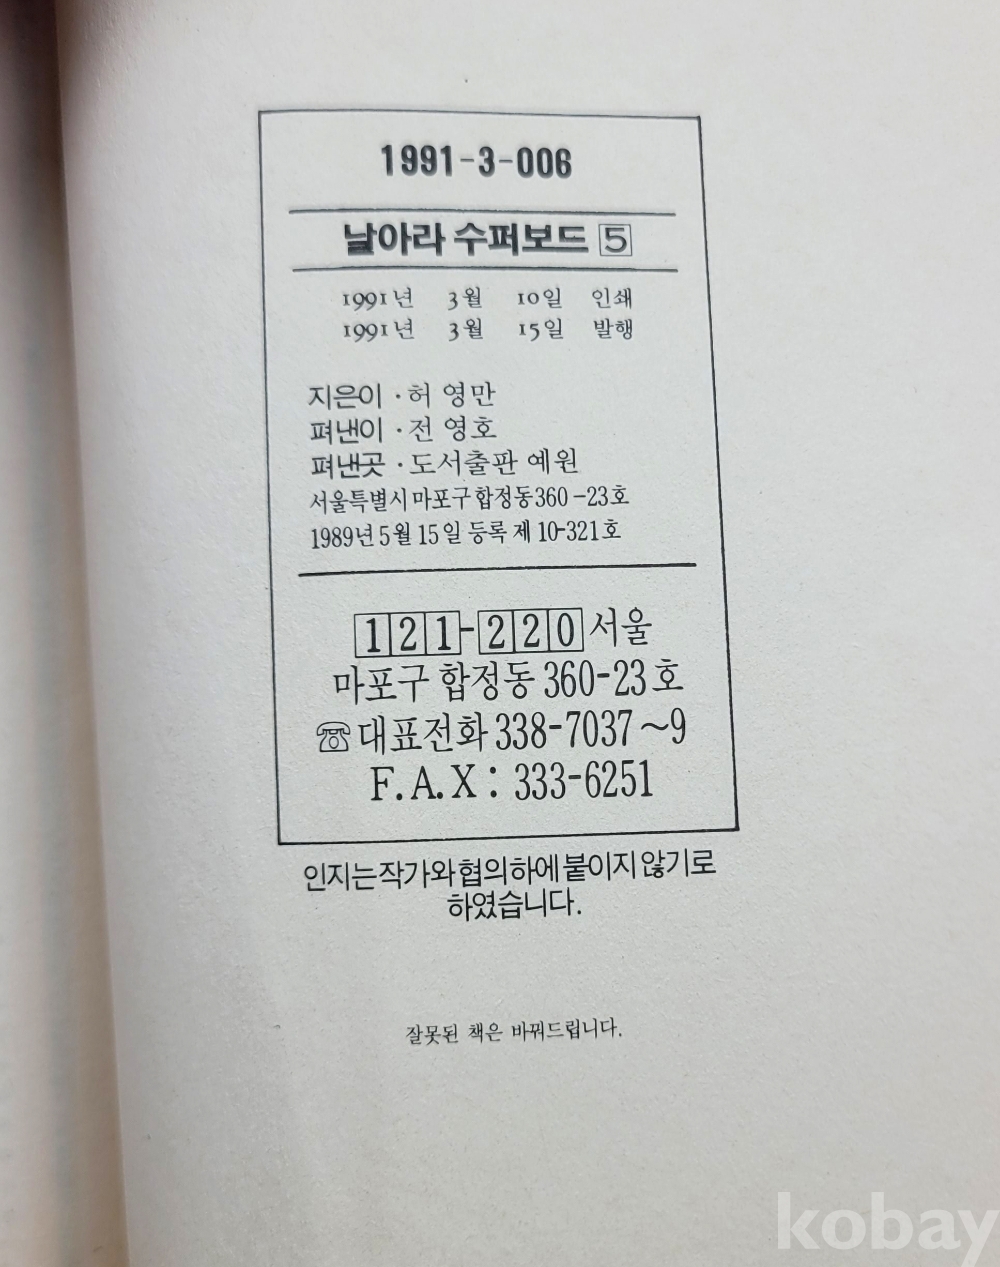 1991-3-006
날아라 수퍼보드 5
1991년 3월 10일 인쇄
1991년 3월 15일 발행
지은이·허 영만
펴낸이·전 영호
펴낸곳·도서출판 예원
서울특별시 마포구 합정동 360-23호
1989년 5월 15일 등록 제 10-321호
121-220 서울
마포구 합정동 360-23호
☏ 대표전화 338-7037~9
F.A.X: 333-6251
인지는 작가와 협의하에 붙이지 않기로
하였습니다.
잘못된 책은 바꿔드립니다.
kobay